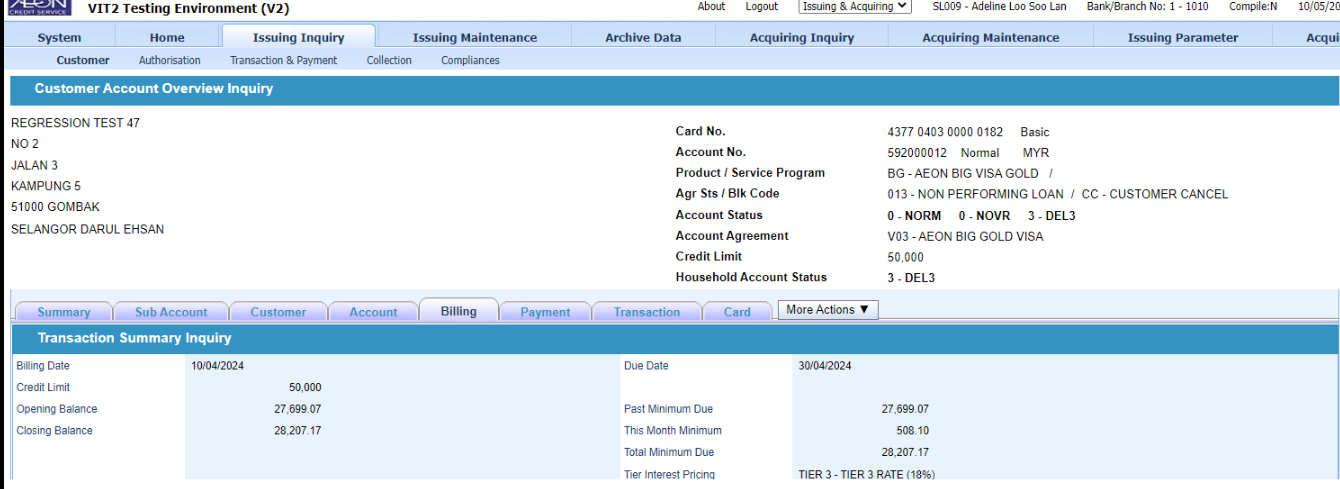 AEON
CREDIT SERVICE
VIT2 Testing Environment (V2)
About Logout Issuing & Acquiring SL009 - Adeline Loo Soo Lan Bank/Branch No: 1 - 1010 Compile:N 10/05/20
System Home Issuing Inquiry Issuing Maintenance Archive Data Acquiring Inquiry Acquiring Maintenance Issuing Parameter Acqui
Customer Authorisation Transaction & Payment Collection Compliances
Customer Account Overview Inquiry
REGRESSION TEST 47
NO 2
JALAN 3
KAMPUNG 5
51000 GOMBAK
SELANGOR DARUL EHSAN
Card No. 4377 0403 0000 0182 Basic
Account No. 592000012 Normal MYR
Product / Service Program BG - AEON BIG VISA GOLD /
Agr Sts / Blk Code 013 - NON PERFORMING LOAN / CC - CUSTOMER CANCEL
Account Status 0 - NORM 0 - NOVR 3 - DEL3
Account Agreement V03 - AEON BIG GOLD VISA
Credit Limit 50,000
Household Account Status 3 - DEL3
Summary Sub Account Customer Account Billing Payment Transaction Card More Actions ▼
Transaction Summary Inquiry
Billing Date 10/04/2024 Due Date 30/04/2024
Credit Limit 50,000
Opening Balance 27,699.07 Past Minimum Due 27,699.07
Closing Balance 28,207.17 This Month Minimum 508.10
Total Minimum Due 28,207.17
Tier Interest Pricing TIER 3 - TIER 3 RATE (18%)